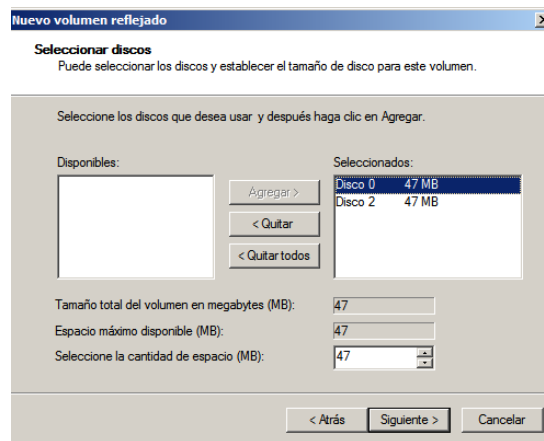 Nuevo volumen reflejado
Seleccionar discos
Puede seleccionar los discos y establecer el tamaño de disco para este volumen.
Seleccione los discos que desea usar y después haga clic en Agregar.
Disponibles:
Seleccionados:
Agregar >
< Quitar
< Quitar todos
Disco 0 47 MB
Disco 2 47 MB
Tamaño total del volumen en megabytes (MB): 47
Espacio máximo disponible (MB): 47
Seleccione la cantidad de espacio (MB): 47
< Atrás Siguiente > Cancelar